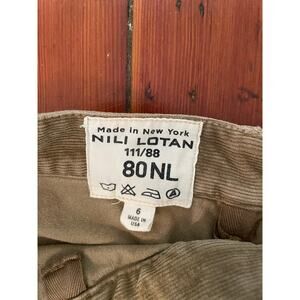 Made in New York
NILI LOTAN
111/88
80NL
6
MADE IN
USA